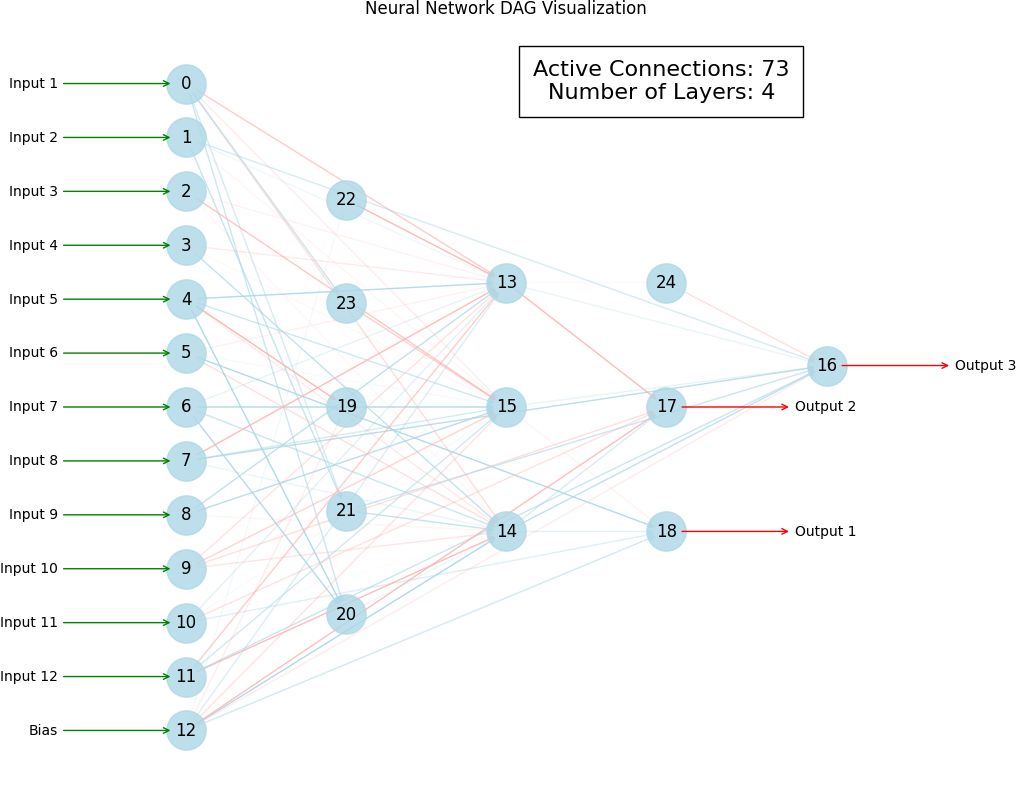 Neural Network DAG Visualization
Active Connections: 73
Number of Layers: 4
Input 1
0
Input 2
1
Input 3
2
22
Input 4
3
13
24
Input 5
4
23
Input 6
5
16
Output 3
Input 7
6
19
15
17
Output 2
Input 8
7
Input 9
8
21
14
18
Output 1
Input 10
9
Input 11
10
20
Input 12
11
Bias
12